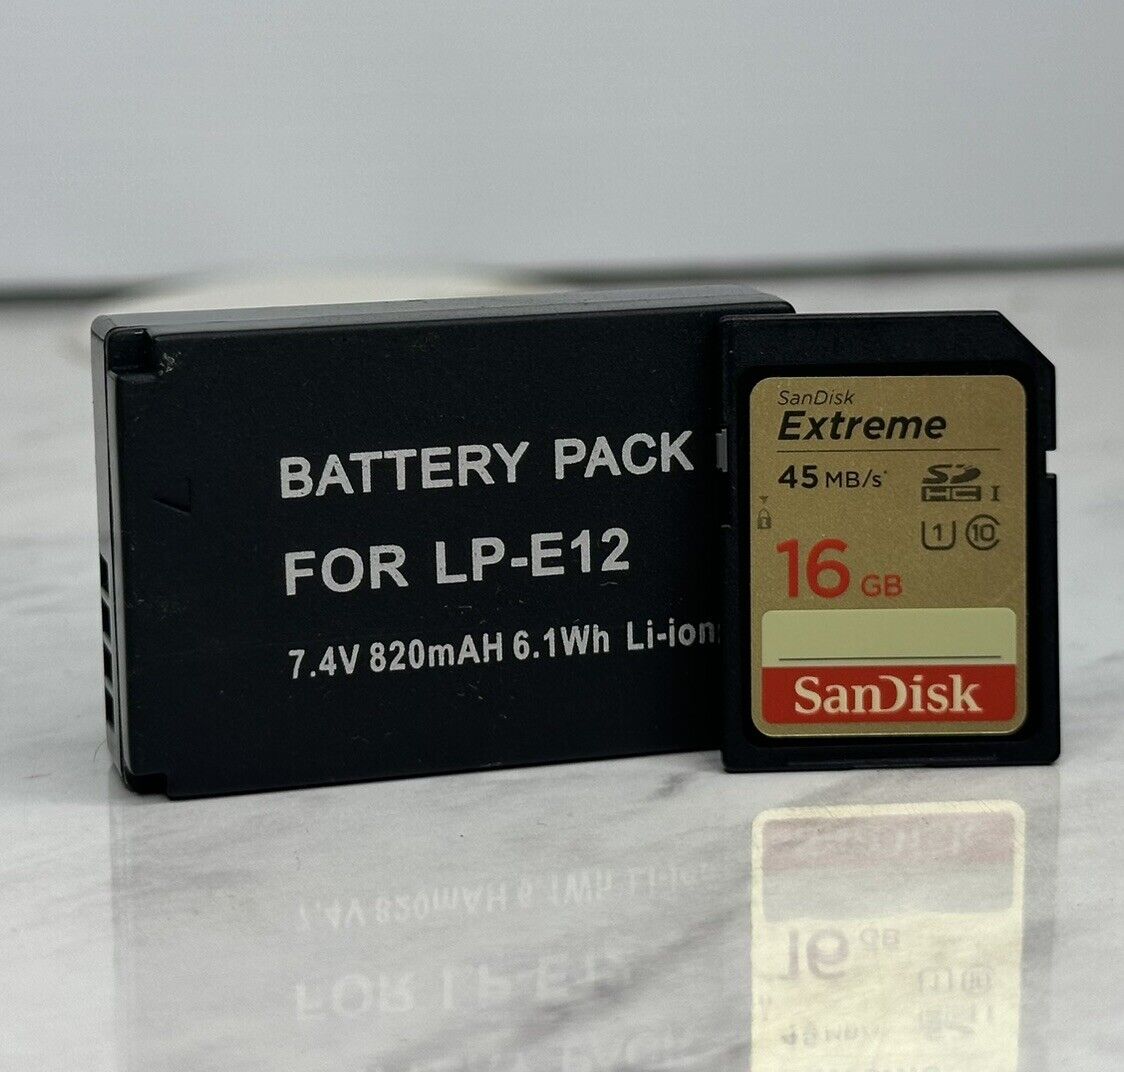 BATTERY PACK
FOR LP-E12
7.4V 820mAH 6.1Wh Li-ion
SanDisk
Extreme
45 MB/s*
SD
HC I
1 10
16 GB
SanDisk